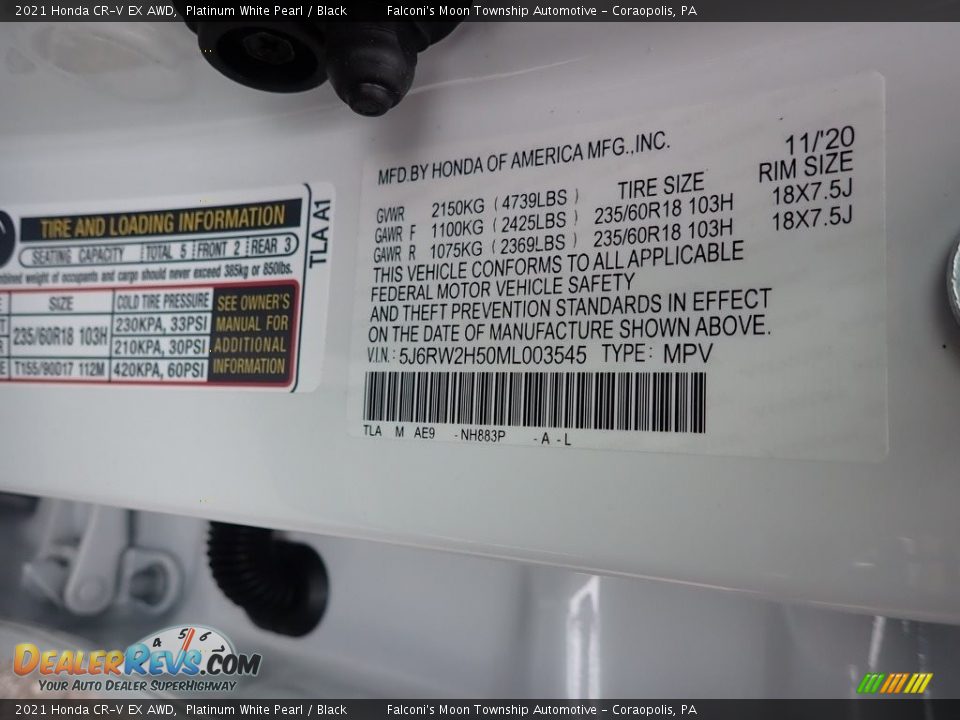 2021 Honda CR-V EX AWD, Platinum White Pearl / Black Falconi's Moon Township Automotive - Coraopolis, PA
TIRE AND LOADING INFORMATION
SEATING CAPACITY TOTAL 5 FRONT 2 REAR 3
weight of occupants and cargo should never exceed 385kg or 850lbs.
SIZE COLD TIRE PRESSURE
235/60R18 103H 230KPA, 33PSI
210KPA, 30PSI
T155/90D17 112M 420KPA, 60PSI
SEE OWNER'S
MANUAL FOR
ADDITIONAL
INFORMATION
TLA A1
MFD.BY HONDA OF AMERICA MFG.,INC. 11/'20
TIRE SIZE RIM SIZE
GVWR 2150KG (4739LBS)
GAWR F 1100KG (2425LBS) 235/60R18 103H 18X7.5J
GAWR R 1075KG (2369LBS) 235/60R18 103H 18X7.5J
THIS VEHICLE CONFORMS TO ALL APPLICABLE
FEDERAL MOTOR VEHICLE SAFETY
AND THEFT PREVENTION STANDARDS IN EFFECT
ON THE DATE OF MANUFACTURE SHOWN ABOVE.
V.I.N.: 5J6RW2H50ML003545 TYPE: MPV
TLA M AE9 -NH883P -A -L
4 5 6 7
DEALERREVS.COM
YOUR AUTO DEALER SUPERHIGHWAY
2021 Honda CR-V EX AWD, Platinum White Pearl / Black Falconi's Moon Township Automotive - Coraopolis, PA